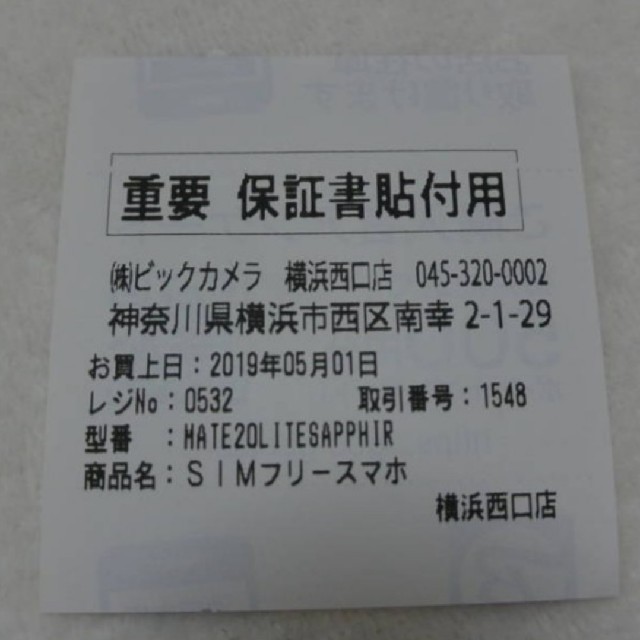 重要 保証書貼付用
㈱ビックカメラ 横浜西口店 045-320-0002
神奈川県横浜市西区南幸 2-1-29
お買上日：2019年05月01日
レジNo：0532 取引番号：1548
型番 ：MATE20LITESAPPHIR
商品名：ＳＩＭフリースマホ
横浜西口店